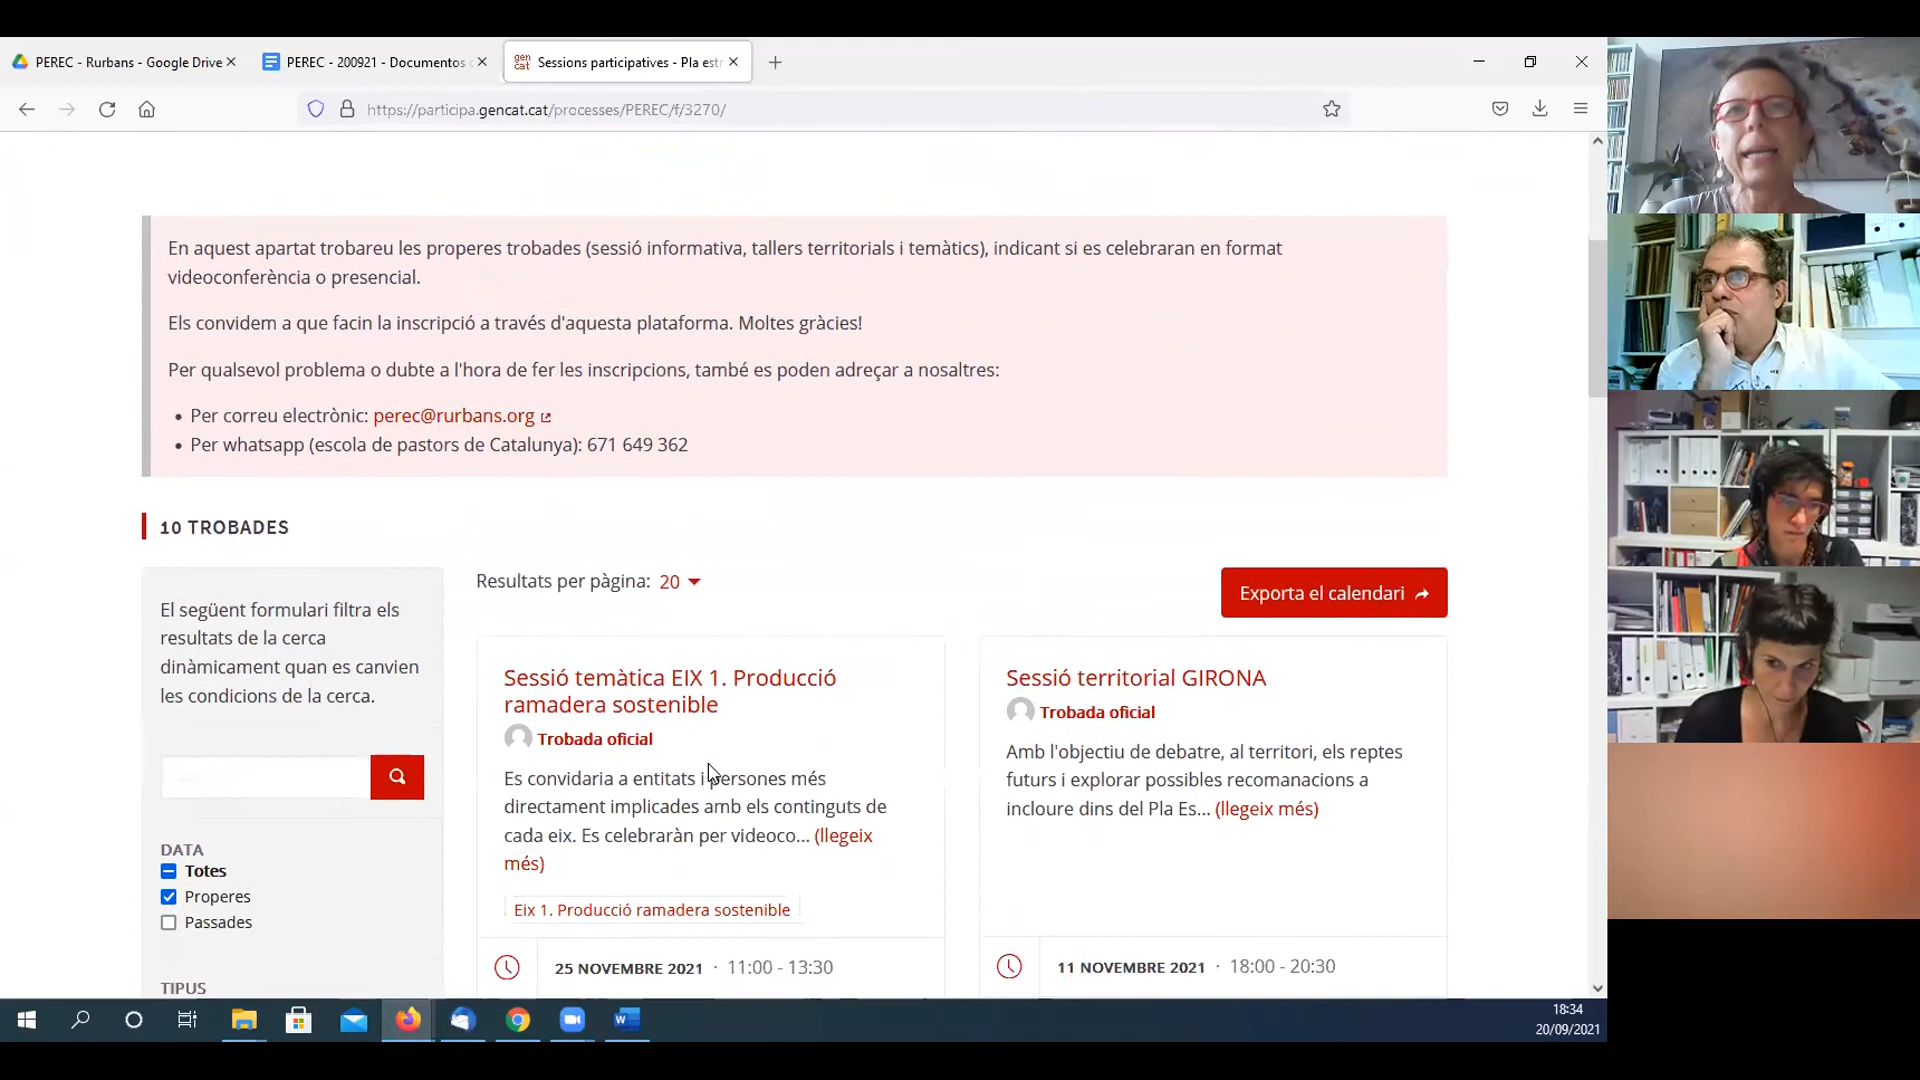 PEREC - Rurbans - Google Drive
PEREC - 200921 - Documentos
Sessions participatives - Pla est
gen
cat
https://participa.gencat.cat/processes/PEREC/f/3270/
En aquest apartat trobareu les properes trobades (sessió informativa, tallers territorials i temàtics), indicant si es celebraran en format
videoconferència o presencial.
Els convidem a que facin la inscripció a través d'aquesta plataforma. Moltes gràcies!
Per qualsevol problema o dubte a l'hora de fer les inscripcions, també es poden adreçar a nosaltres:
• Per correu electrònic: perec@rurbans.org
• Per whatsapp (escola de pastors de Catalunya): 671 649 362
10 TROBADES
El següent formulari filtra els
resultats de la cerca
dinàmicament quan es canvien
les condicions de la cerca.
DATA
Totes
Properes
Passades
TIPUS
Resultats per pàgina: 20
Exporta el calendari
Sessió temàtica EIX 1. Producció
ramadera sostenible
Trobada oficial
Es convidaria a entitats i persones més
directament implicades amb els continguts de
cada eix. Es celebraràn per videoco... (llegeix
més)
Eix 1. Producció ramadera sostenible
25 NOVEMBRE 2021 · 11:00 - 13:30
Sessió territorial GIRONA
Trobada oficial
Amb l'objectiu de debatre, al territori, els reptes
futurs i explorar possibles recomanacions a
incloure dins del Pla Es... (llegeix més)
11 NOVEMBRE 2021 · 18:00 - 20:30
18:34
20/09/2021